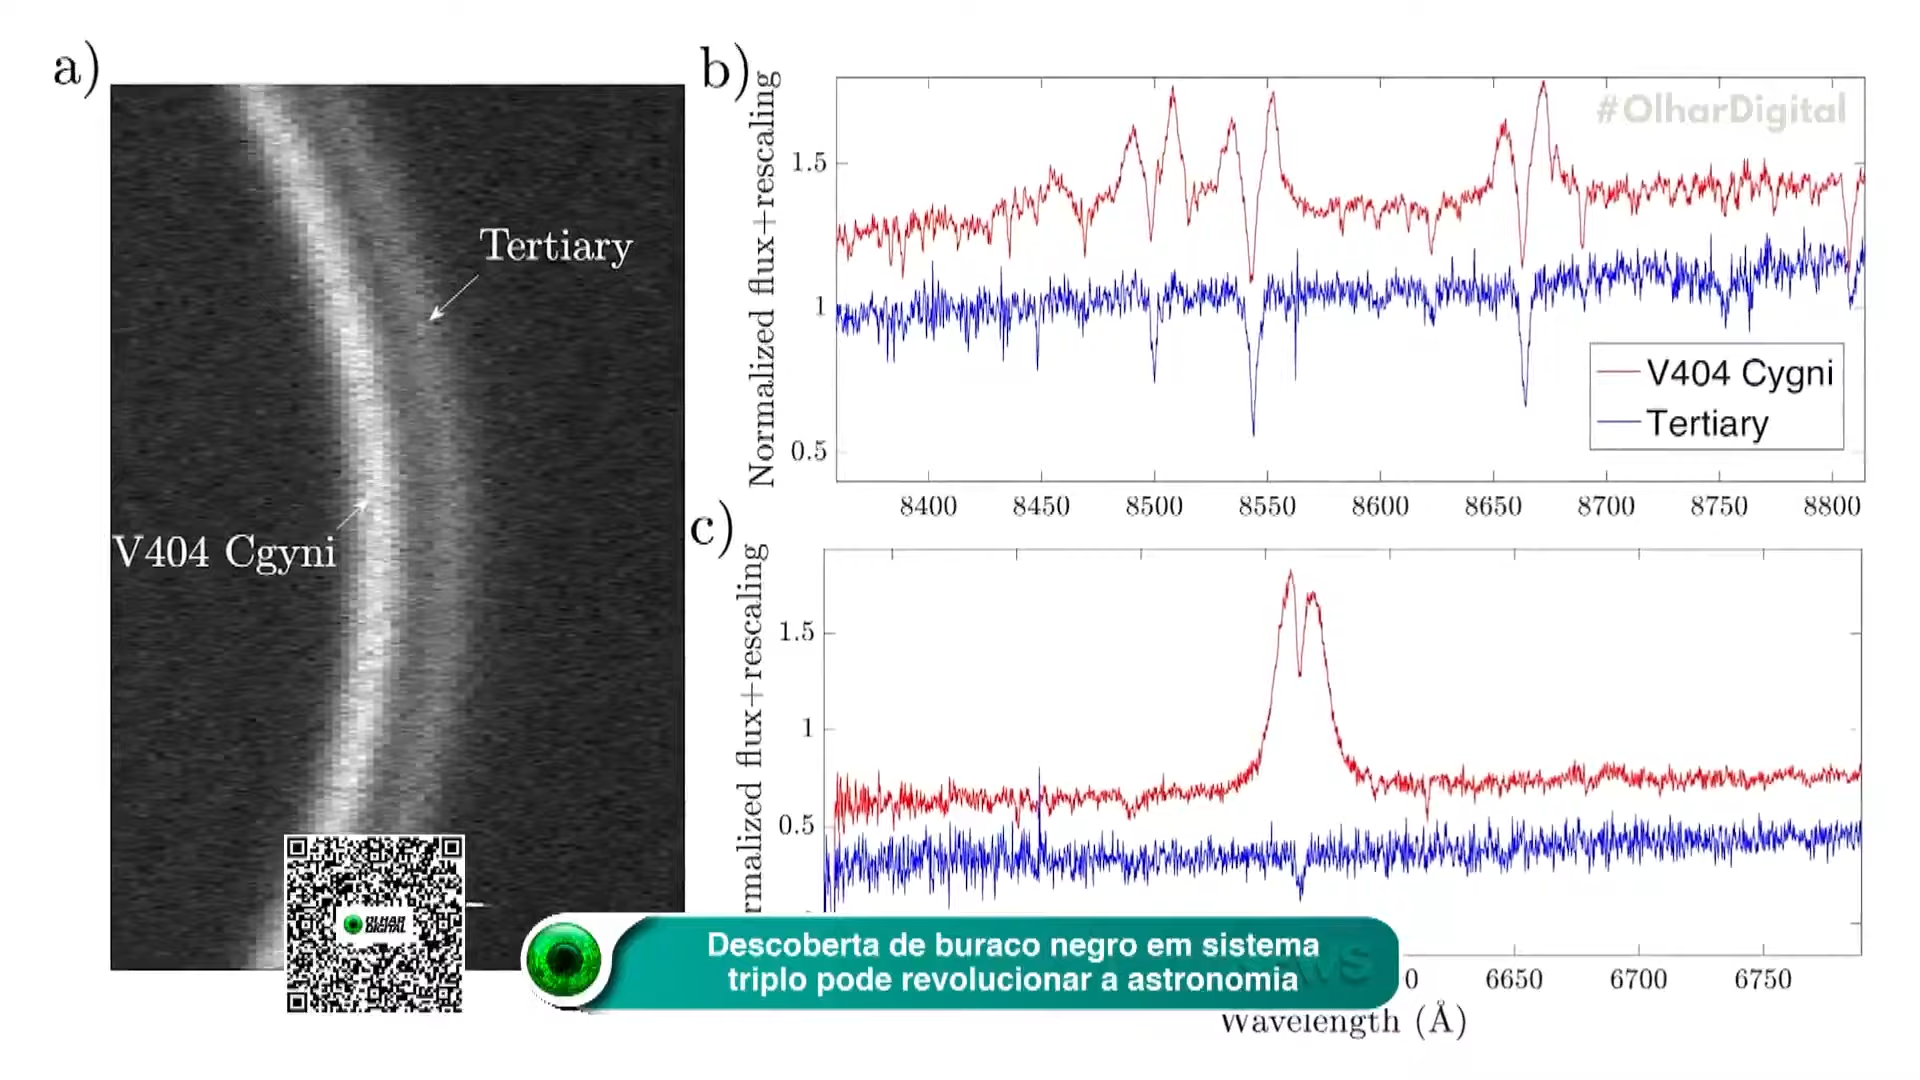 a)
Tertiary
V404 Cgyni
b)
#OlharDigital
Normalized flux+rescaling
1.5
1
0.5
V404 Cygni
Tertiary
8400 8450 8500 8550 8600 8650 8700 8750 8800
c)
rmalized flux+rescaling
1.5
1
0.5
0 6650 6700 6750
Wavelength (Å)
OLHAR
DIGITAL
Descoberta de buraco negro em sistema
triplo pode revolucionar a astronomia